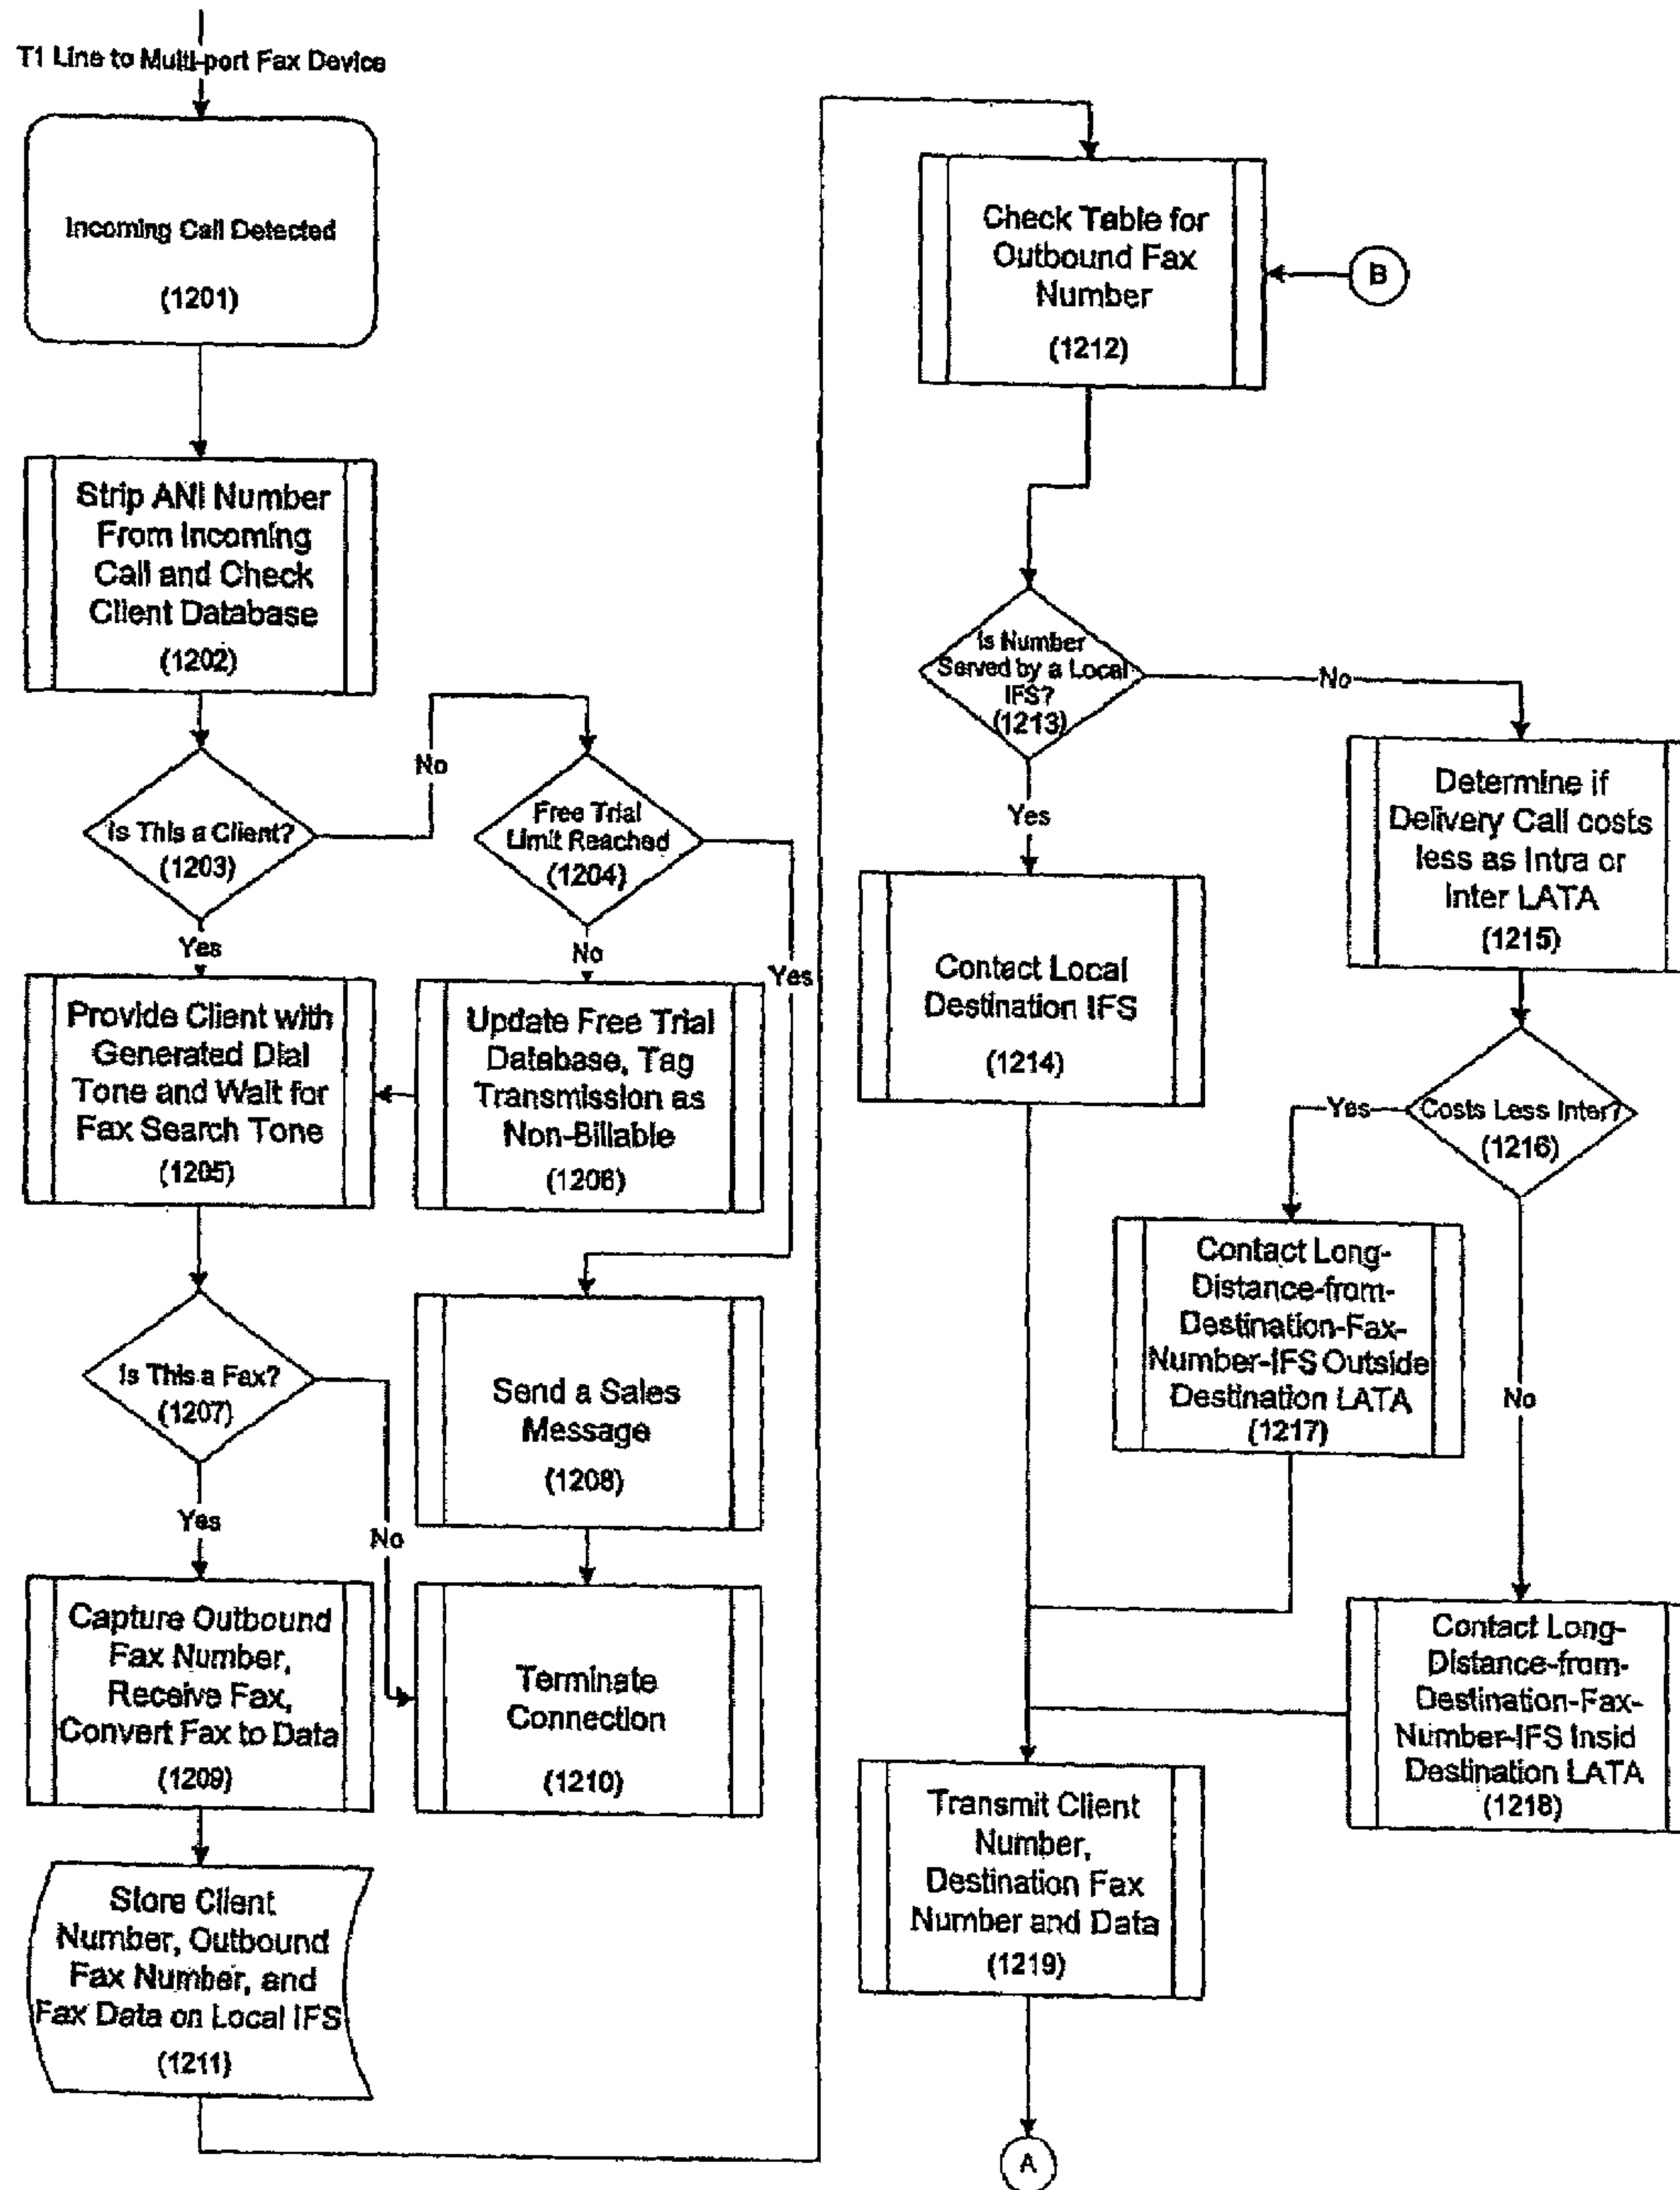 T1 Line to Multi-port Fax Device
Incoming Call Detected
(1201)
Strip ANI Number
From Incoming
Call and Check
Client Database
(1202)
Is This a Client?
(1203)
No
Yes
Free Trial
Limit Reached
(1204)
No
Yes
Provide Client with
Generated Dial
Tone and Wait for
Fax Search Tone
(1205)
Update Free Trial
Database, Tag
Transmission as
Non-Billable
(1206)
Is This a Fax?
(1207)
Yes
No
Send a Sales
Message
(1208)
Capture Outbound
Fax Number,
Receive Fax,
Convert Fax to Data
(1209)
Terminate
Connection
(1210)
Store Client
Number, Outbound
Fax Number, and
Fax Data on Local IFS
(1211)
Check Table for
Outbound Fax
Number
(1212)
B
Is Number
Served by a Local
IFS?
(1213)
No
Yes
Contact Local
Destination IFS
(1214)
Determine if
Delivery Call costs
less as Intra or
Inter LATA
(1215)
Costs Less Inter?
(1216)
Yes
No
Contact Long-
Distance-from-
Destination-Fax-
Number-IFS Outside
Destination LATA
(1217)
Contact Long-
Distance-from-
Destination-Fax-
Number-IFS Insid
Destination LATA
(1218)
Transmit Client
Number,
Destination Fax
Number and Data
(1219)
A